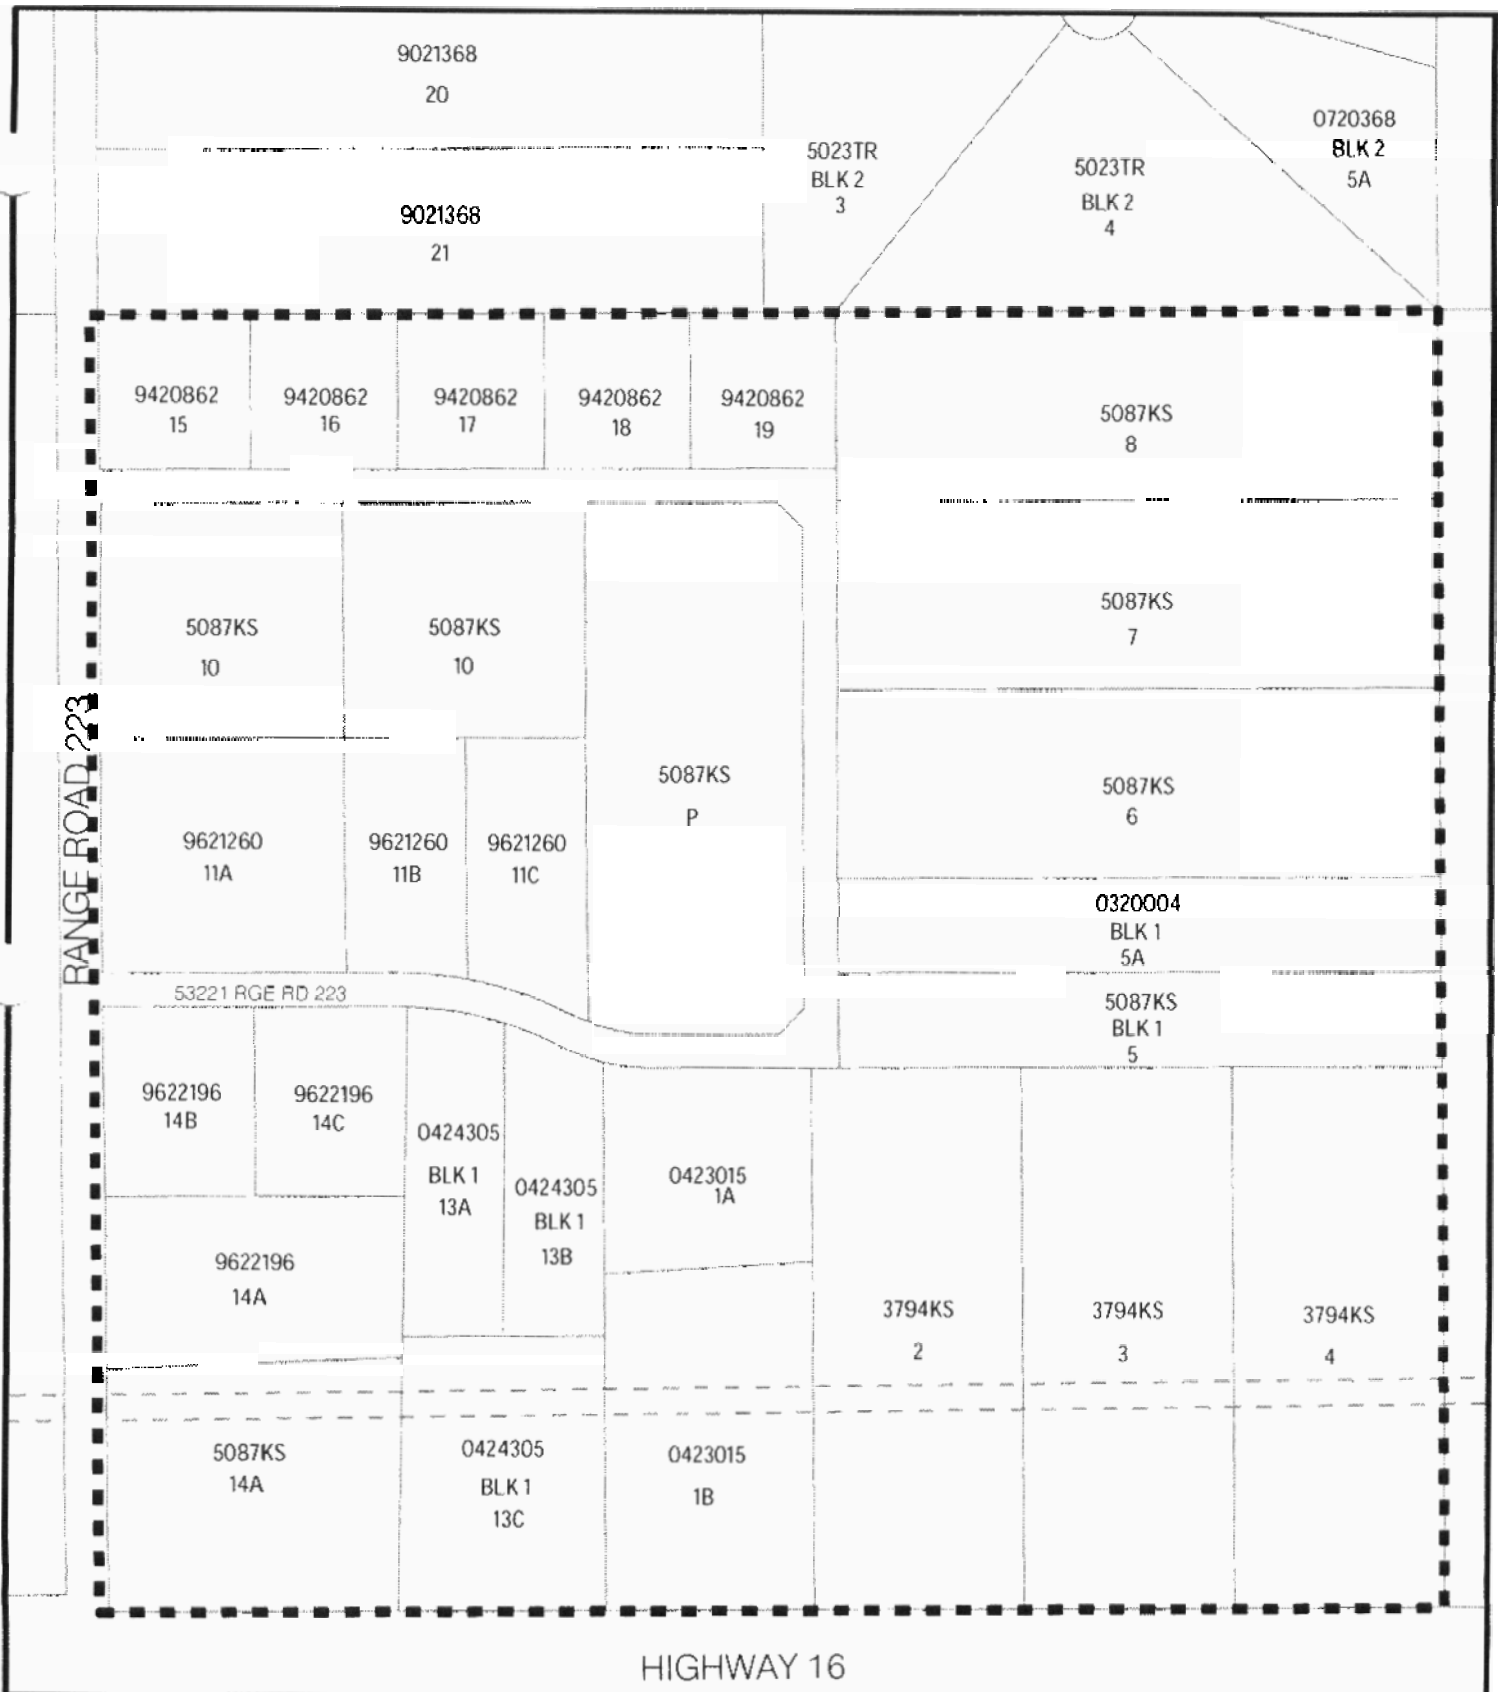 9021368
20
9021368
21
5023TR
BLK 2
3
5023TR
BLK 2
4
0720368
BLK 2
5A
9420862
15
9420862
16
9420862
17
9420862
18
9420862
19
5087KS
8
5087KS
10
5087KS
10
5087KS
7
RANGE ROAD 223
5087KS
P
5087KS
6
9621260
11A
9621260
11B
9621260
11C
0320004
BLK 1
5A
53221 RGE RD 223
5087KS
BLK 1
5
9622196
14B
9622196
14C
0424305
BLK 1
13A
0424305
BLK 1
13B
0423015
1A
9622196
14A
3794KS
2
3794KS
3
3794KS
4
5087KS
14A
0424305
BLK 1
13C
0423015
1B
HIGHWAY 16